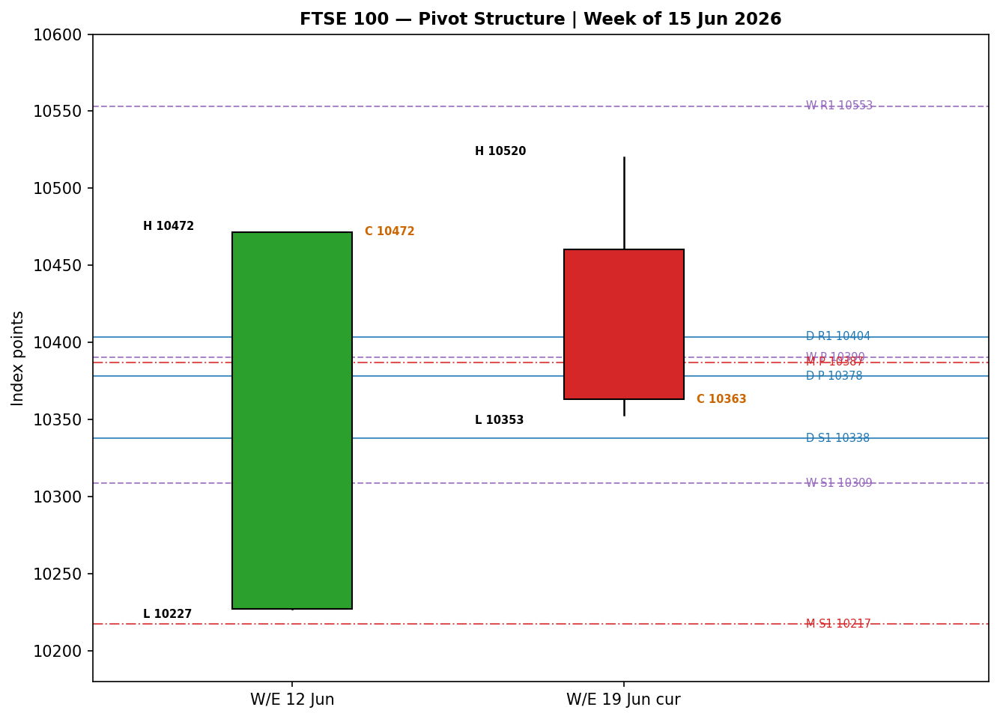 FTSE 100 — Pivot Structure | Week of 15 Jun 2026
Index points
10600
10550
10500
10450
10400
10350
10300
10250
10200
W R1 10553
H 10520
H 10472
C 10472
D R1 10404
W P 10390
M P 10387
D P 10378
C 10363
L 10353
D S1 10338
W S1 10309
L 10227
M S1 10217
W/E 12 Jun
W/E 19 Jun cur